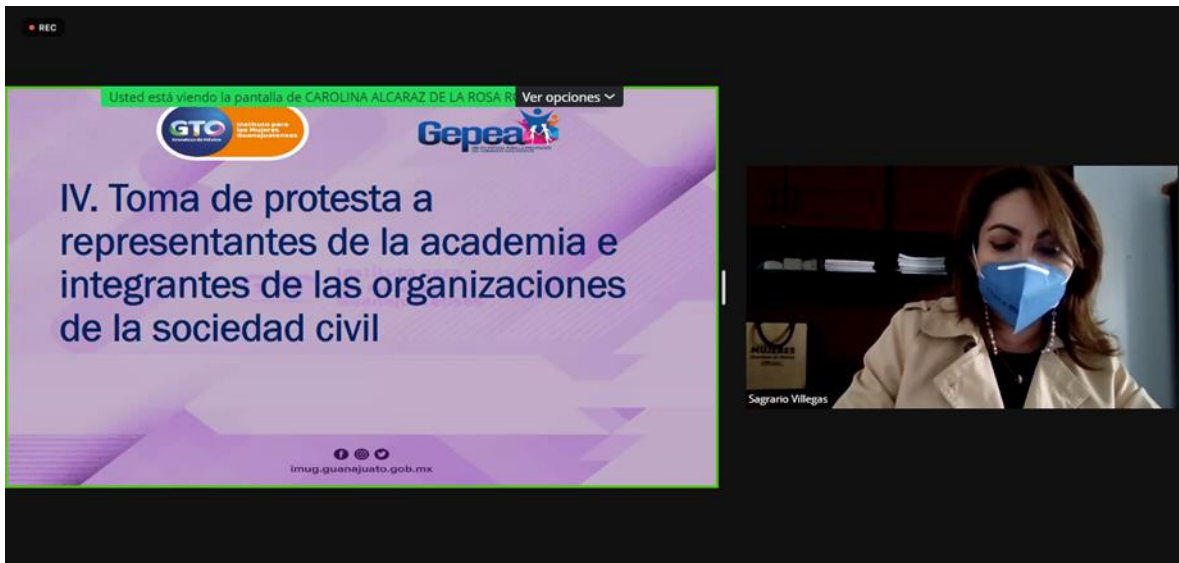 REC
Usted está viendo la pantalla de CAROLINA ALCARAZ DE LA ROSA
Ver opciones
GTO
Instituto para
las Mujeres
Guanajuatenses
Gepea
IV. Toma de protesta a
representantes de la academia e
integrantes de las organizaciones
de la sociedad civil
imug.guanajuato.gob.mx
MUJERES
Sagrario Villegas